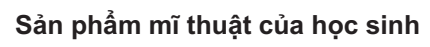 Sản phẩm mĩ thuật của học sinh